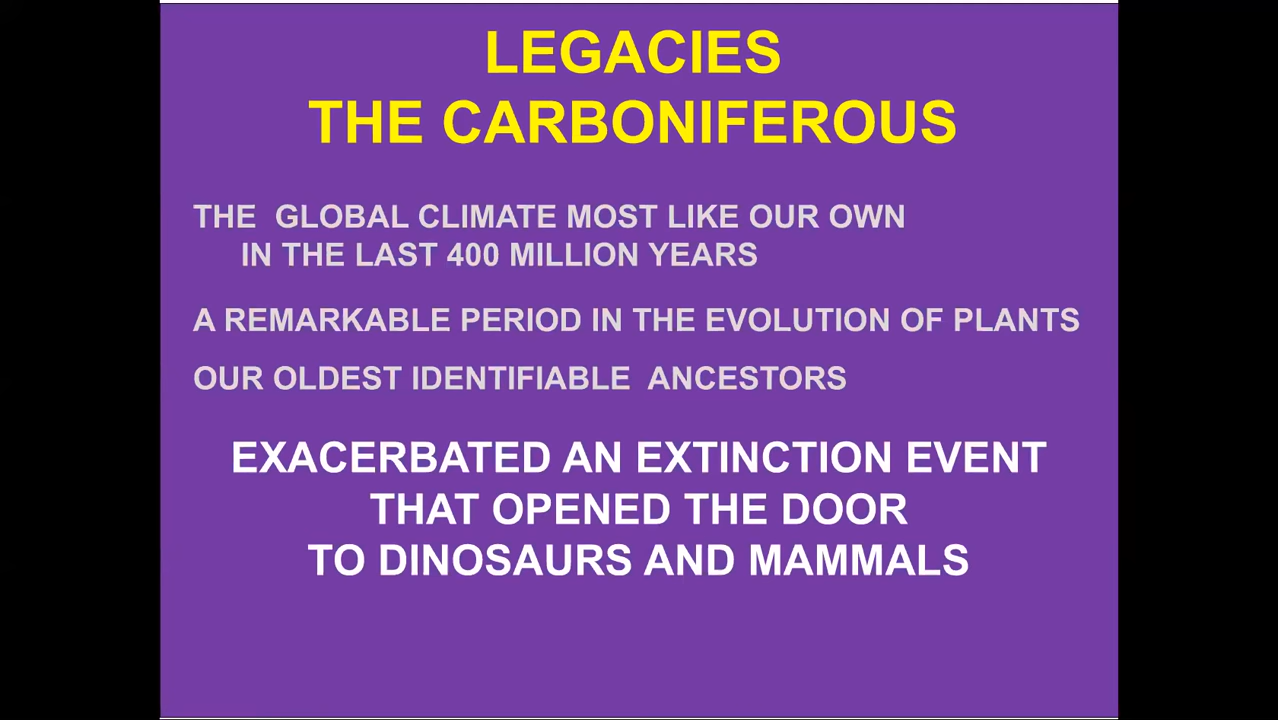 LEGACIES
THE CARBONIFEROUS
THE GLOBAL CLIMATE MOST LIKE OUR OWN
IN THE LAST 400 MILLION YEARS
A REMARKABLE PERIOD IN THE EVOLUTION OF PLANTS
OUR OLDEST IDENTIFIABLE ANCESTORS
EXACERBATED AN EXTINCTION EVENT
THAT OPENED THE DOOR
TO DINOSAURS AND MAMMALS